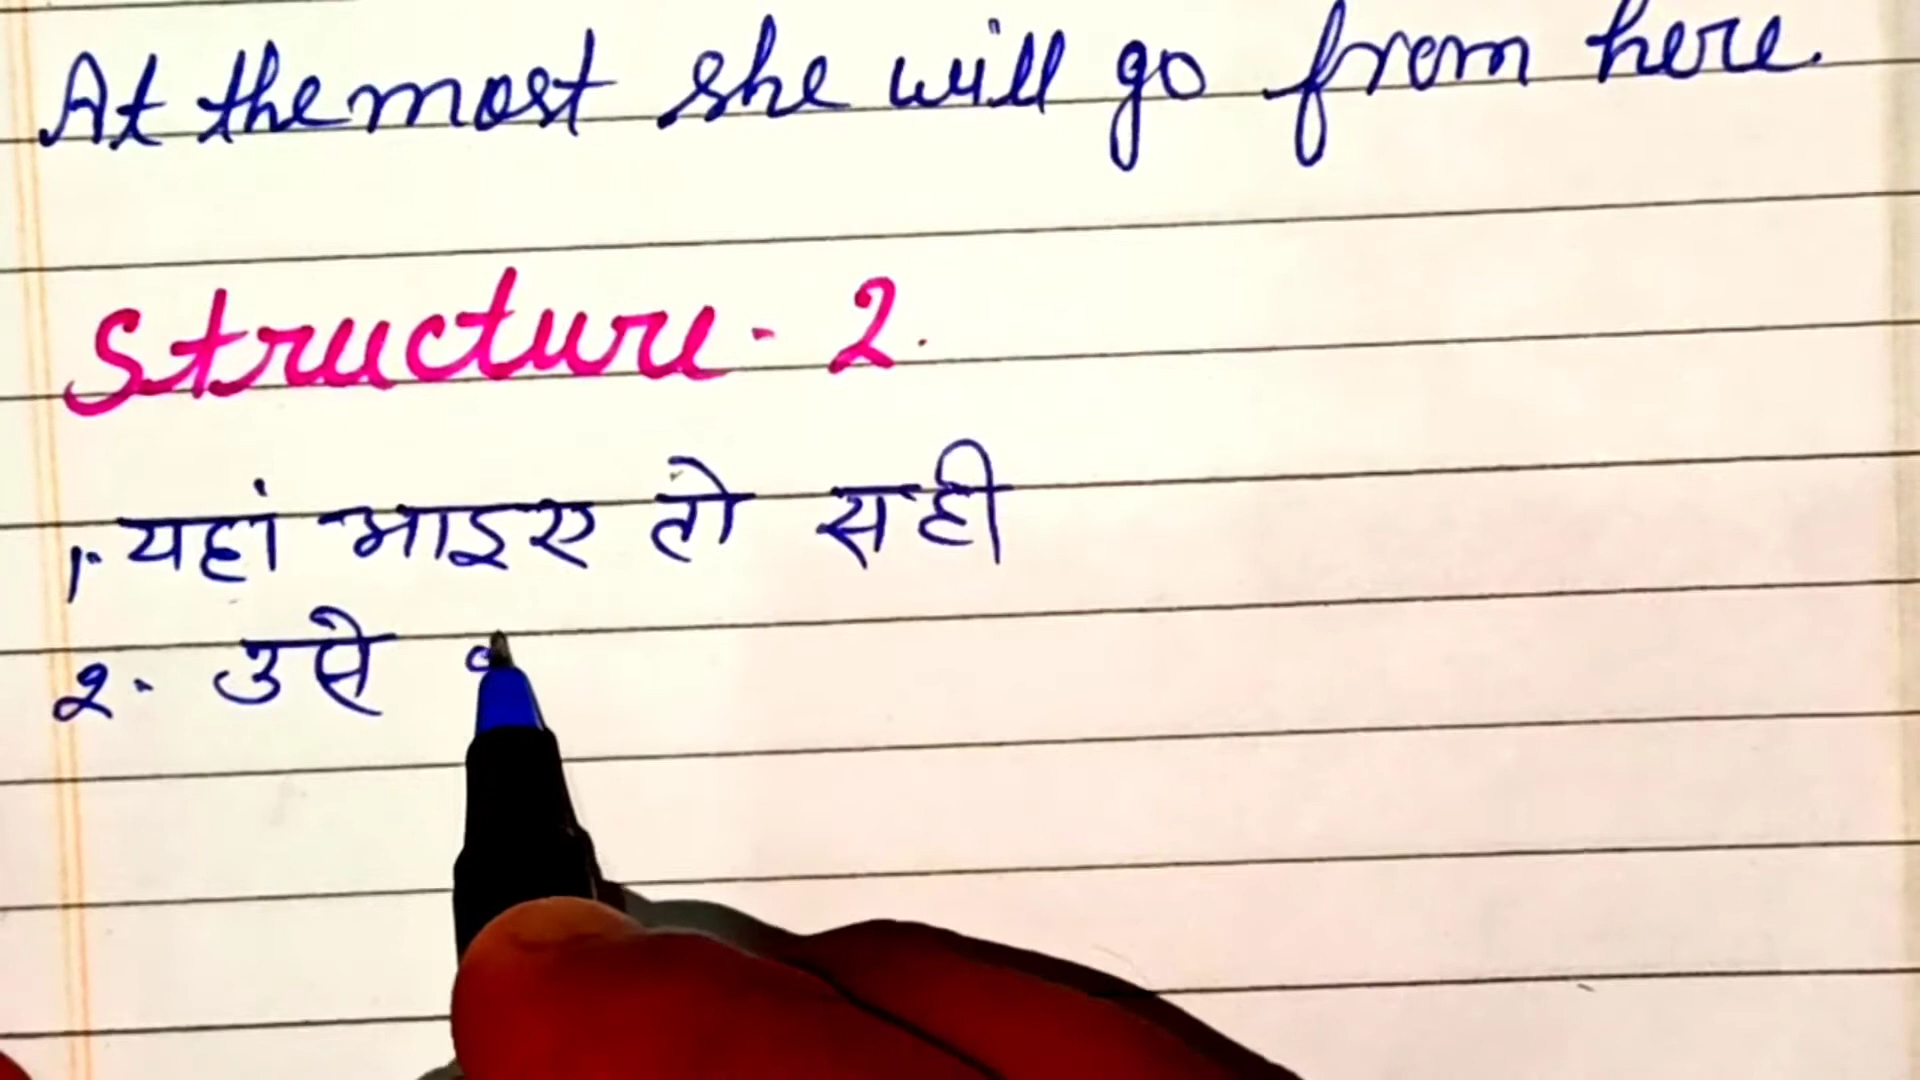 At the most she will go from here.
Structure - 2.
1. यहां आइए तो सही
2. उसे